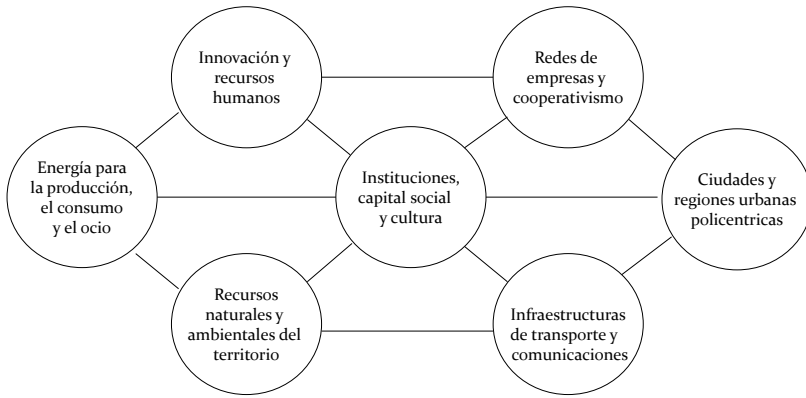 Innovación y
recursos
humanos
Redes de
empresas y
cooperativismo
Energía para
la producción,
el consumo
y el ocio
Instituciones,
capital social
y cultura
Ciudades y
regiones urbanas
policentricas
Recursos
naturales y
ambientales del
territorio
Infraestructuras
de transporte y
comunicaciones